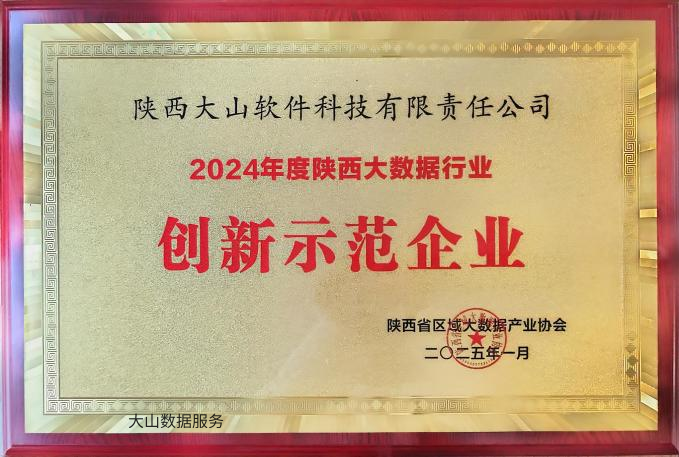 陕西大山软件科技有限责任公司
2024年度陕西大数据行业
创新示范企业
陕西省区域大数据产业协会
二〇二五年一月
大山数据服务